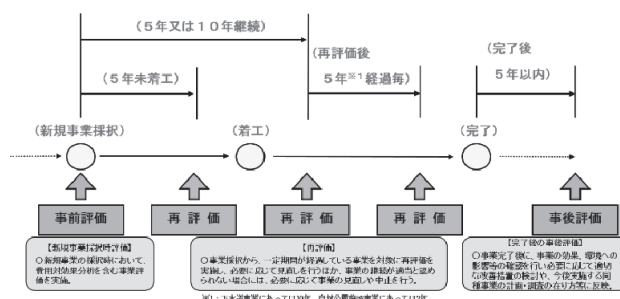 （5年又は10年継続）
（再評価後
5年※1経過毎）
（完了後
5年以内）
（5年未着工）
（新規事業採択）
（着工）
（完了）
事前評価
再評価
再評価
再評価
事後評価
【新規事業採択時評価】
○新規事業の採択時において、
費用対効果分析を含む事業評
価を実施。
【再評価】
○事業採択から、一定期間が経過している事業を対象に再評価を
実施し、必要に応じて見直しを行うほか、事業の継続が適当と認め
られない場合には、必要に応じて事業の見直しや中止を行う。
【完了後の事後評価】
○事業完了後に、事業の効果、環境への
影響等の確認を行い必要に応じて適切
な改善措置の検討や、今後実施する同
種事業の計画・調査の在り方等に反映。